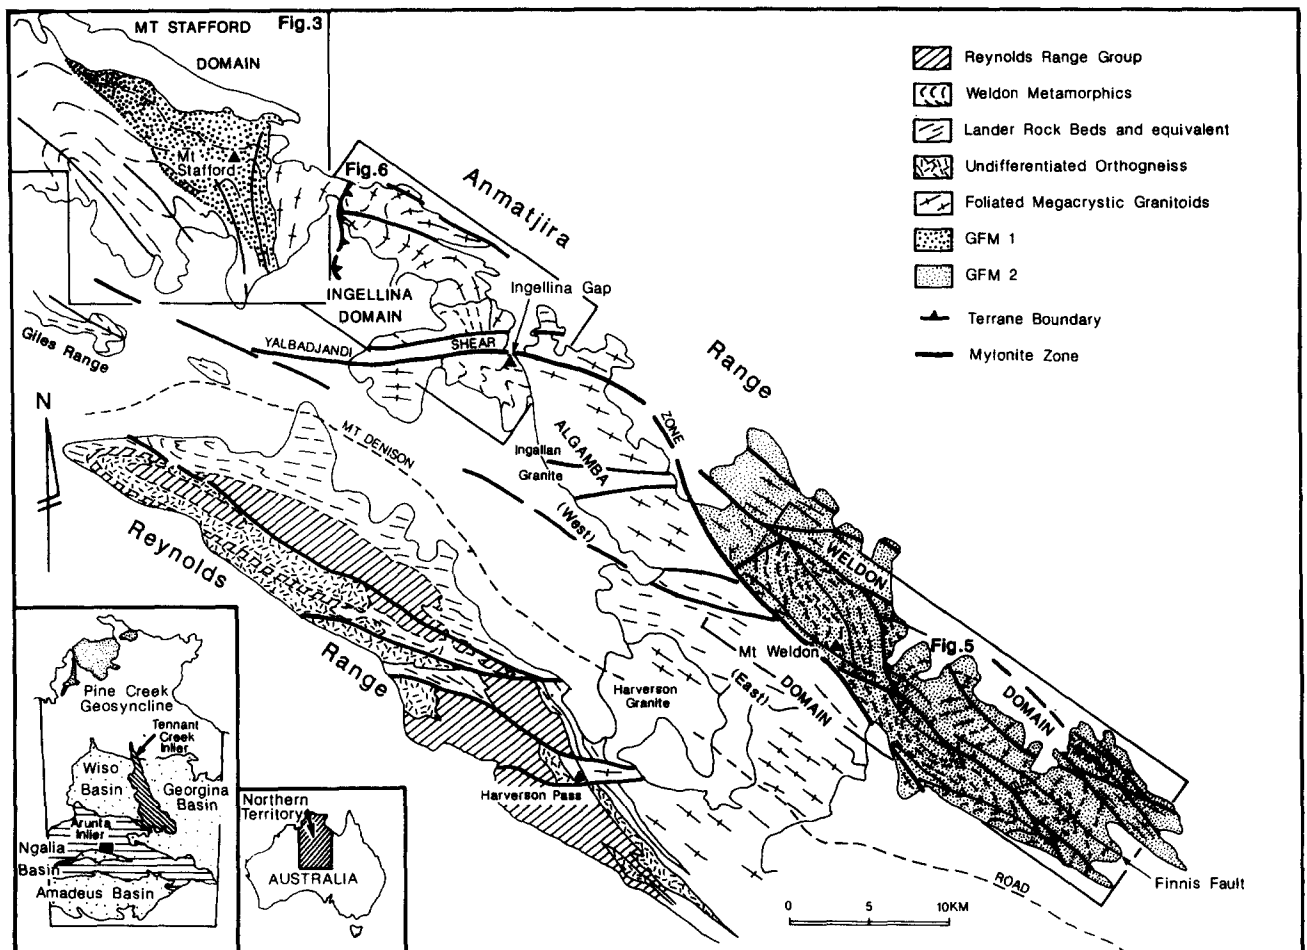 MT STAFFORD
Fig.3
DOMAIN
Mt
Stafford
Fig.6
Anmatjira
Range
INGELLINA
DOMAIN
Ingellina Gap
Giles Range
YALBADJANDI
SHEAR
ZONE
N
MT DENISON
ROAD
Ingallan
Granite
ALGAMBA
(West)
(East)
DOMAIN
WELDON
DOMAIN
Fig.5
Mt Weldon
Harverson
Granite
Harverson Pass
Reynolds
Range
Finnis Fault
0 5 10KM
Reynolds Range Group
Weldon Metamorphics
Lander Rock Beds and equivalent
Undifferentiated Orthogneiss
Foliated Megacrystic Granitoids
GFM 1
GFM 2
Terrane Boundary
Mylonite Zone
Pine Creek
Geosyncline
Tennant
Creek
Inlier
Wiso
Basin
Georgina
Basin
Arunta
Inlier
Ngalia
Basin
Amadeus Basin
Northern
Territory
AUSTRALIA